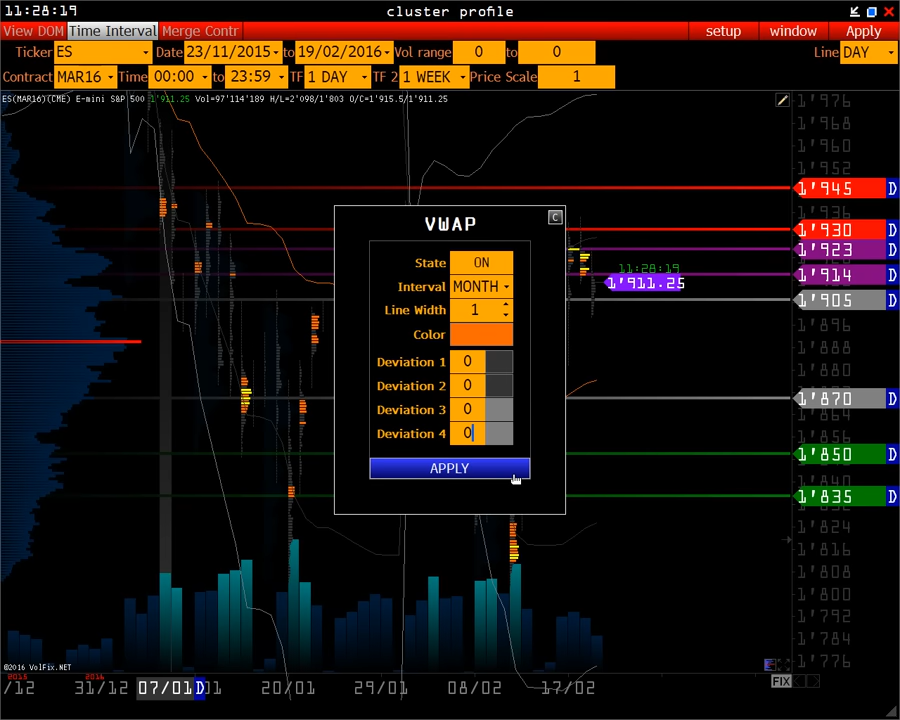 11:28:19 cluster profile
View DOM Time Interval Merge Contr setup window Apply
Ticker ES Date 23/11/2015 to 19/02/2016 Vol range 0 to 0 Line DAY
Contract MAR16 Time 00:00 to 23:59 TF 1 DAY TF 2 1 WEEK Price Scale 1
ES(MAR16)(CME) E-mini S&P 500 1'911.25 Vol=97'114'189 H/L=2'098/1'803 O/C=1'915.5/1'911.25
1'976
1'968
1'960
1'952
1'945 D
1'936
1'930 D
1'923 D
1'914 D
11:28:19
1'911.25
1'905 D
1'896
1'888
1'880
1'870 D
1'864
1'856
1'850 D
1'835 D
1'824
1'816
1'808
1'800
1'792
1'784
1'776
VWAP
C
State ON
Interval MONTH
Line Width 1
Color
Deviation 1 0
Deviation 2 0
Deviation 3 0
Deviation 4 0
APPLY
©2016 VolFix.NET
2015 2016
/12 31/12 07/01 D 11 20/01 29/01 08/02 17/02
FIX